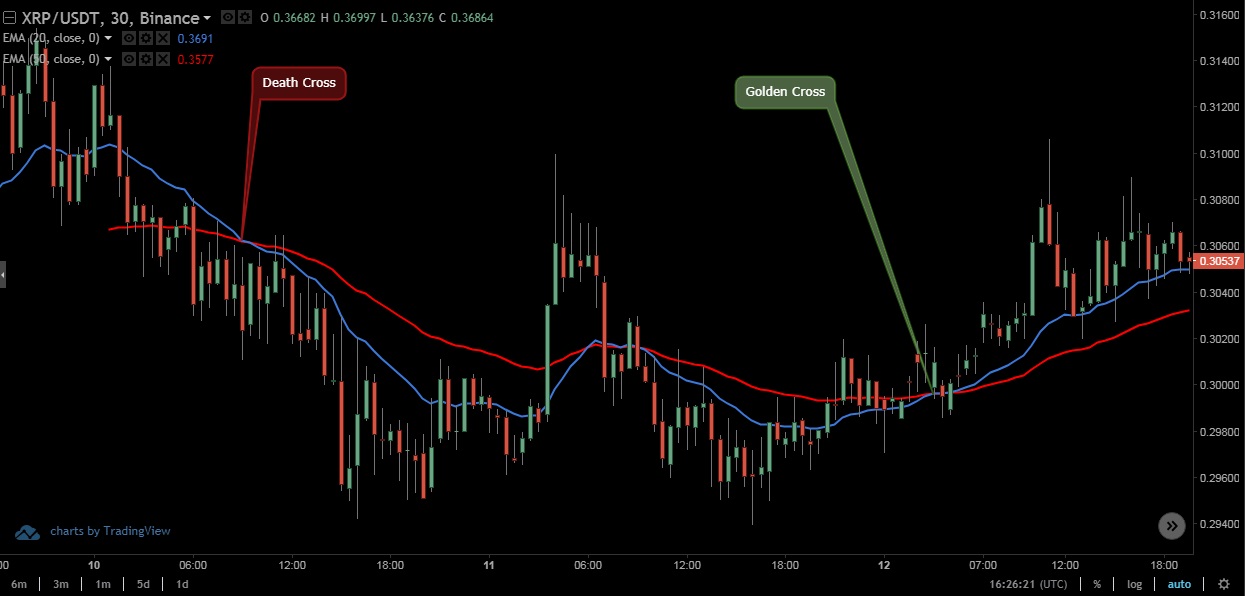 XRP/USDT, 30, Binance O 0.36682 H 0.36997 L 0.36376 C 0.36864
EMA (20, close, 0) 0.3691
EMA (50, close, 0) 0.3577
Death Cross
Golden Cross
0.31600
0.31400
0.31200
0.31000
0.30800
0.30600
0.30537
0.30400
0.30200
0.30000
0.29800
0.29600
0.29400
charts by TradingView
:00 10 06:00 12:00 18:00 11 06:00 12:00 18:00 12 07:00 12:00 18:00
6m 3m 1m 5d 1d 16:26:21 (UTC) % log auto